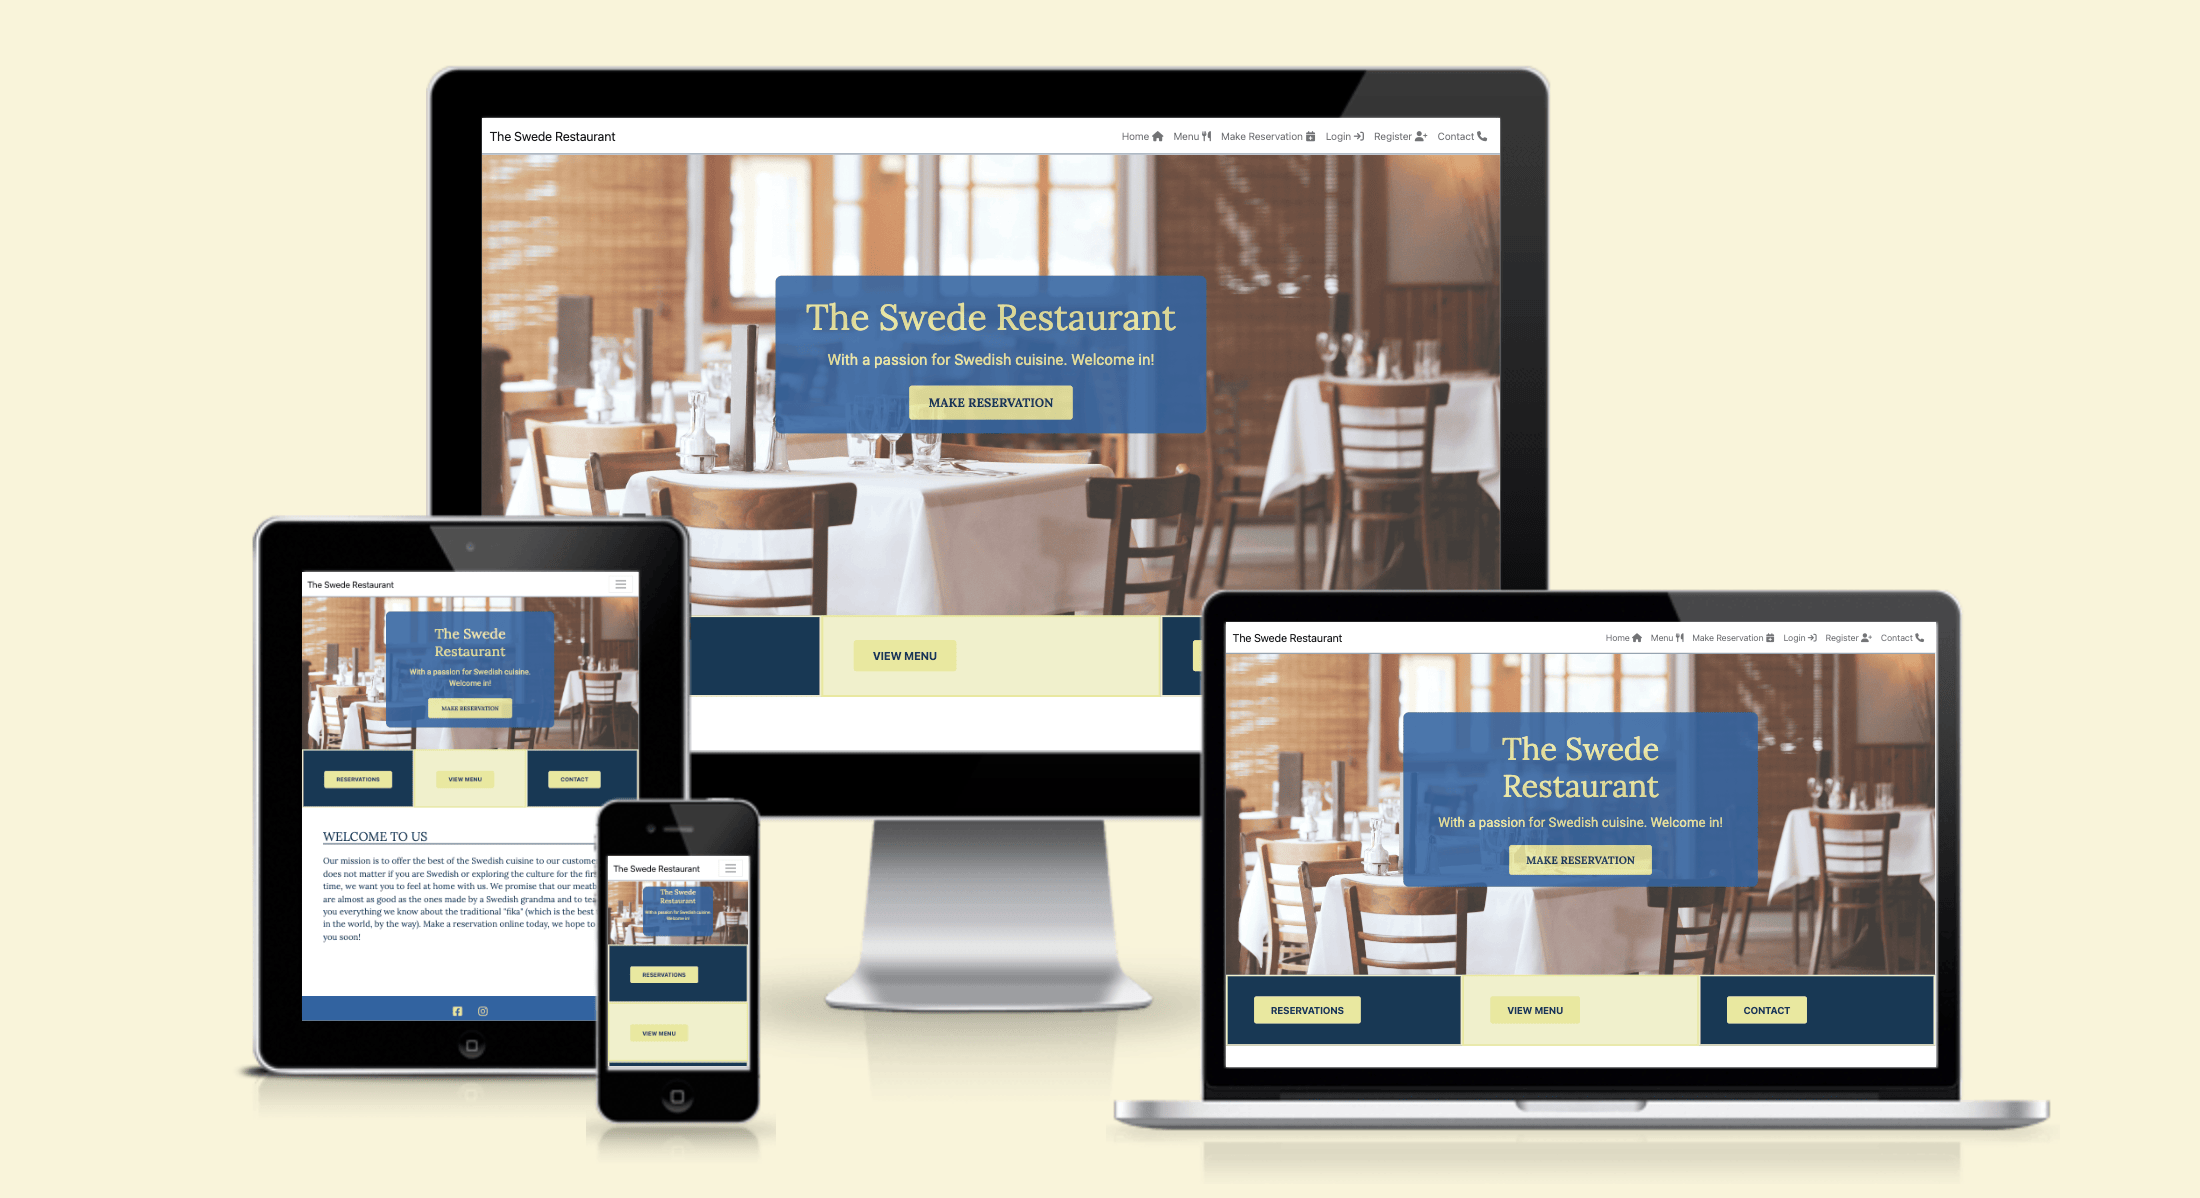 The Swede Restaurant
Home Menu Make Reservation Login Register Contact
The Swede Restaurant
With a passion for Swedish cuisine. Welcome in!
MAKE RESERVATION
VIEW MENU
The Swede Restaurant
The Swede
Restaurant
With a passion for Swedish cuisine.
Welcome in!
MAKE RESERVATION
RESERVATIONS VIEW MENU CONTACT
WELCOME TO US
Our mission is to offer the best of the Swedish cuisine to our custome
does not matter if you are Swedish or exploring the culture for the fir
time, we want you to feel at home with us. We promise that our meat
are almost as good as the ones made by a Swedish grandma and to tea
you everything we know about the traditional "fika" (which is the best
in the world, by the way). Make a reservation online today, we hope to
you soon!
The Swede Restaurant
The Swede
Restaurant
With a passion for Swedish cuisine.
Welcome in!
RESERVATIONS
VIEW MENU
The Swede Restaurant
Home Menu Make Reservation Login Register Contact
The Swede
Restaurant
With a passion for Swedish cuisine. Welcome in!
MAKE RESERVATION
RESERVATIONS VIEW MENU CONTACT